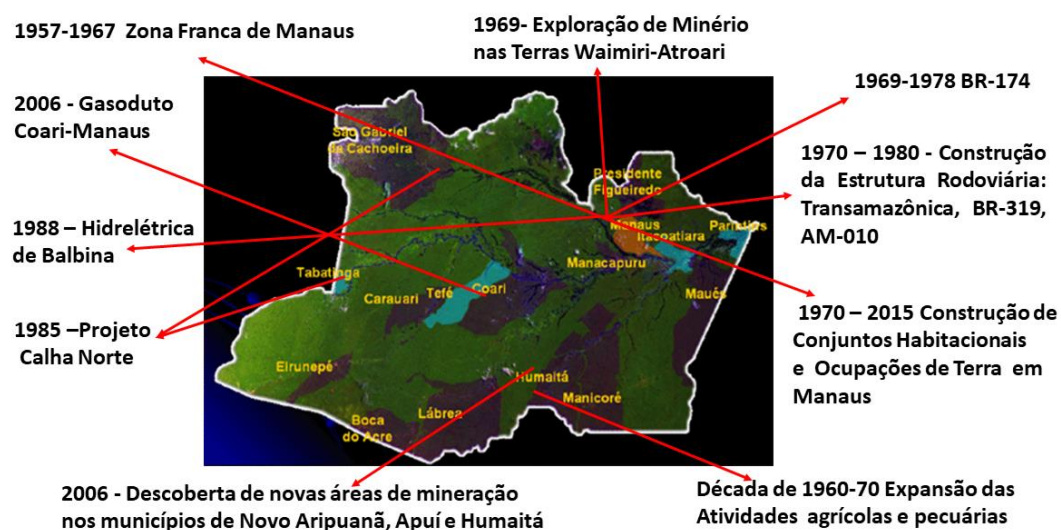 1957-1967 Zona Franca de Manaus
1969- Exploração de Minério
nas Terras Waimiri-Atroari
2006 - Gasoduto
Coari-Manaus
1969-1978 BR-174
1970 – 1980 - Construção
da Estrutura Rodoviária:
Transamazônica, BR-319,
AM-010
1988 – Hidrelétrica
de Balbina
1985 –Projeto
Calha Norte
1970 – 2015 Construção de
Conjuntos Habitacionais
e Ocupações de Terra em
Manaus
São Gabriel
da Cachoeira
Presidente
Figueiredo
Manaus
Itacoatiara
Parintins
Manacapuru
Maués
Tabatinga
Carauari
Tefé
Coari
Eirunepé
Humaitá
Manicoré
Lábrea
Boca
do Acre
2006 - Descoberta de novas áreas de mineração
nos municípios de Novo Aripuanã, Apuí e Humaitá
Década de 1960-70 Expansão das
Atividades agrícolas e pecuárias